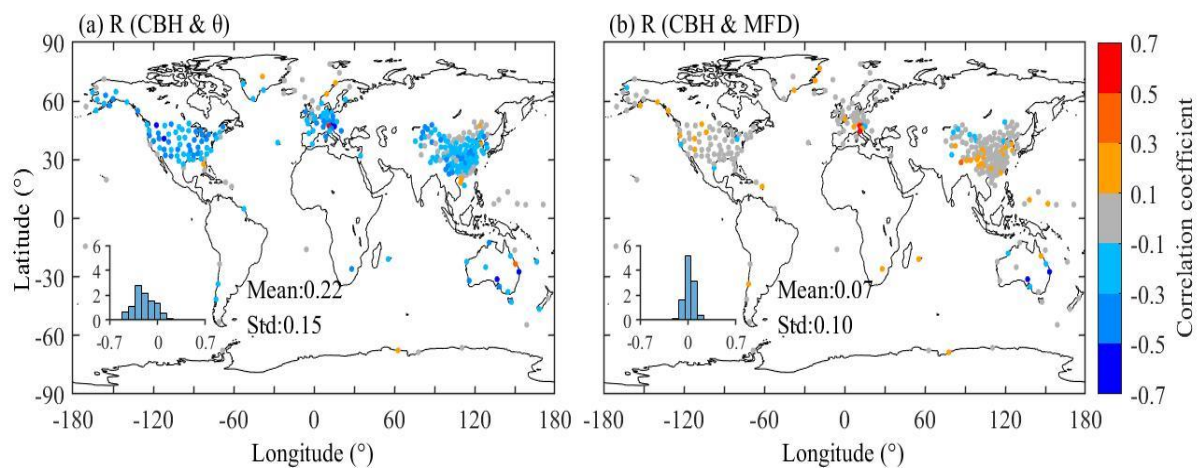 (a) R (CBH & θ)
(b) R (CBH & MFD)
90
60
30
0
-30
-60
-90
Latitude (°)
6
4
2
0
-0.7 0 0.7
Mean:0.22
Std:0.15
-180 -120 -60 0 60 120 180
Longitude (°)
6
4
2
0
-0.7 0 0.7
Mean:0.07
Std:0.10
-180 -120 -60 0 60 120 180
Longitude (°)
0.7
0.5
0.3
0.1
-0.1
-0.3
-0.5
-0.7
Correlation coefficient